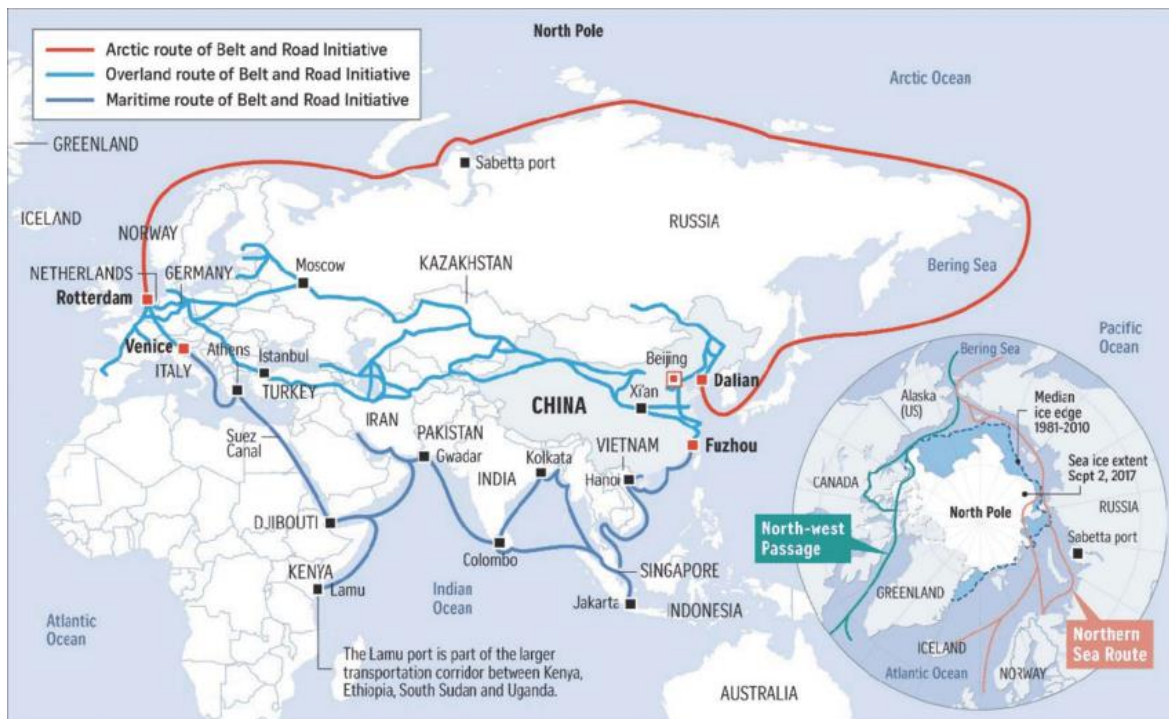 North Pole
Arctic route of Belt and Road Initiative
Overland route of Belt and Road Initiative
Maritime route of Belt and Road Initiative
Arctic Ocean
GREENLAND
Sabetta port
ICELAND
NORWAY
RUSSIA
NETHERLANDS
GERMANY
Moscow
KAZAKHSTAN
Bering Sea
Rotterdam
Pacific
Ocean
Venice
ITALY
Athens
Istanbul
TURKEY
Beijing
Dalian
Xi'an
CHINA
IRAN
PAKISTAN
Gwadar
VIETNAM
Fuzhou
Suez
Canal
INDIA
Kolkata
Hanoi
DJIBOUTI
Colombo
SINGAPORE
KENYA
Lamu
Indian
Ocean
Jakarta
INDONESIA
Atlantic
Ocean
The Lamu port is part of the larger
transportation corridor between Kenya,
Ethiopia, South Sudan and Uganda.
AUSTRALIA
Bering Sea
Alaska
(US)
Median
ice edge
1981-2010
Sea ice extent
Sept 2, 2017
CANADA
North Pole
RUSSIA
North-west
Passage
Sabetta port
GREENLAND
ICELAND
Northern
Sea Route
Atlantic Ocean
NORWAY